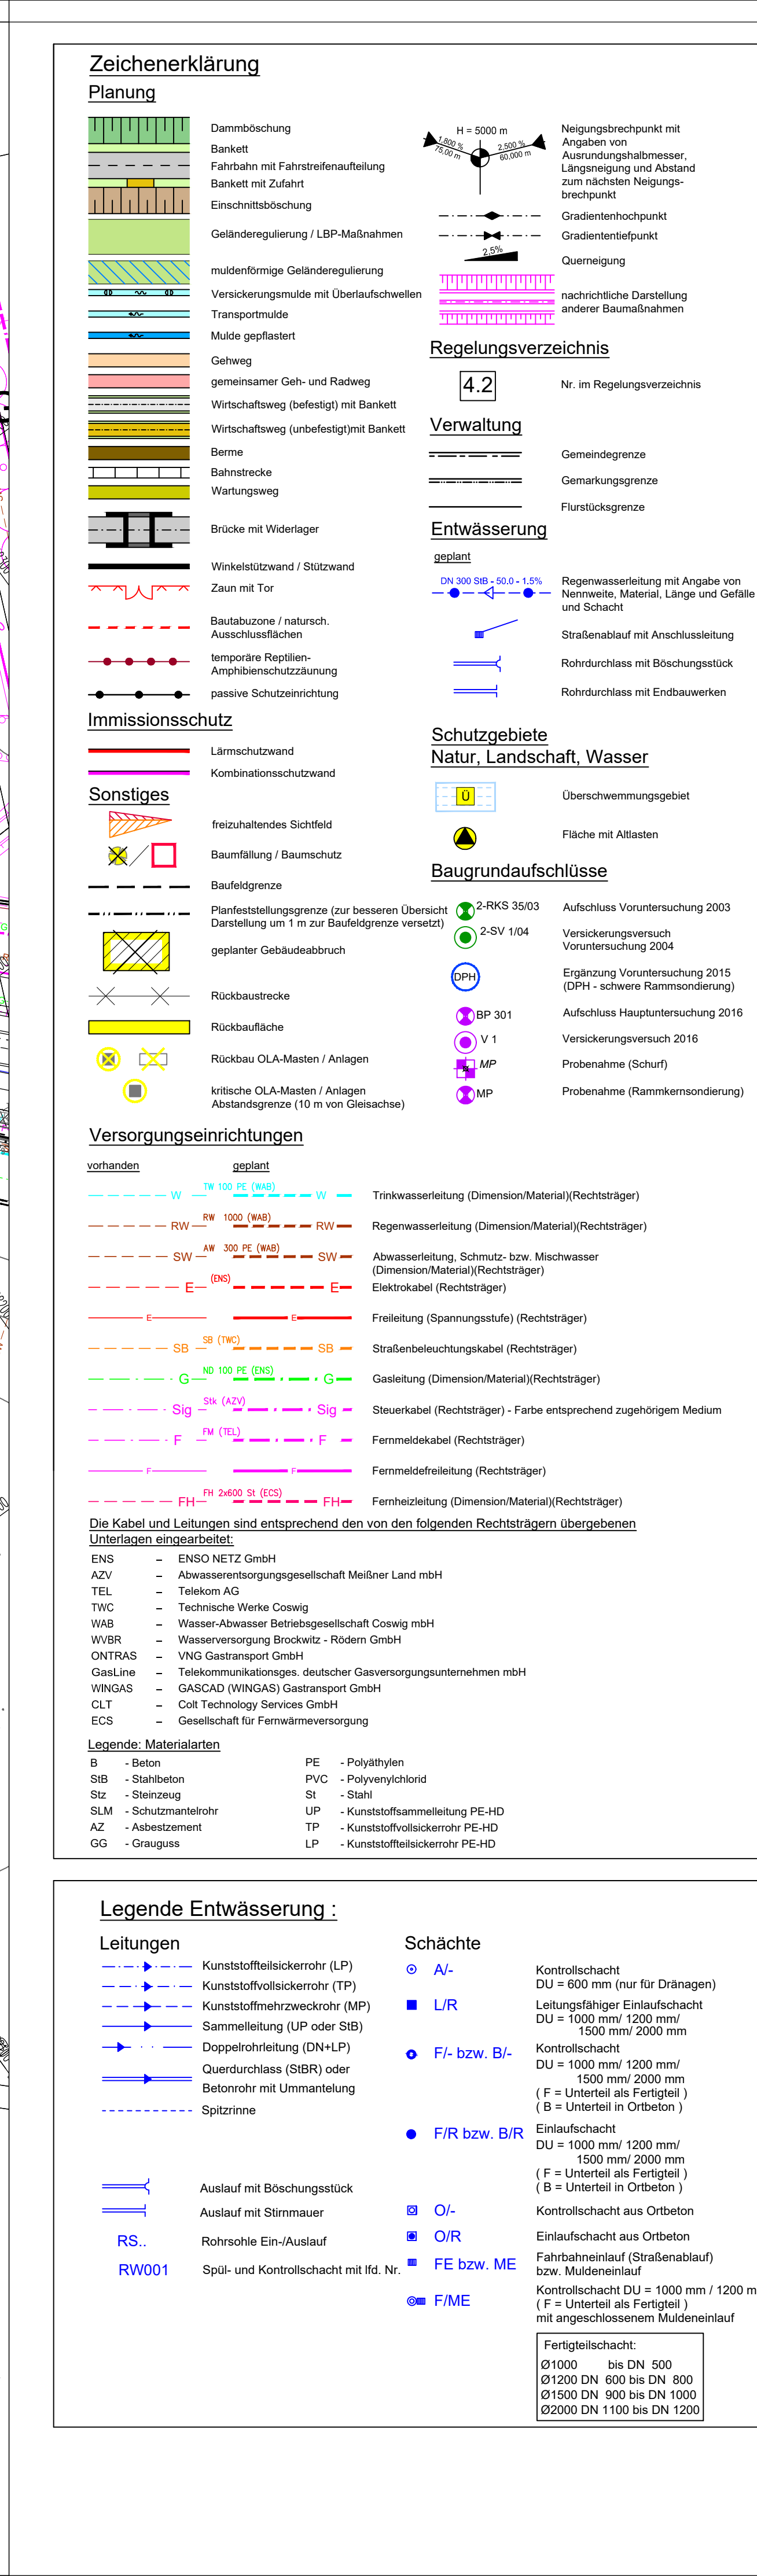 Zeichenerklärung
Planung
Dammböschung
Bankett
Fahrbahn mit Fahrstreifenaufteilung
Bankett mit Zufahrt
Einschnittsböschung
Geländeregulierung / LBP-Maßnahmen
muldenförmige Geländeregulierung
Versickerungsmulde mit Überlaufschwellen
Transportmulde
Mulde gepflastert
Gehweg
gemeinsamer Geh- und Radweg
Wirtschaftsweg (befestigt) mit Bankett
Wirtschaftsweg (unbefestigt)mit Bankett
Berme
Bahnstrecke
Wartungsweg
Brücke mit Widerlager
Winkelstützwand / Stützwand
Zaun mit Tor
Bautabuzone / natursch.
Ausschlussflächen
temporäre Reptilien-
Amphibienschutzzäunung
passive Schutzeinrichtung
Immissionsschutz
Lärmschutzwand
Kombinationsschutzwand
Sonstiges
freizuhaltendes Sichtfeld
Baumfällung / Baumschutz
Baufeldgrenze
Planfeststellungsgrenze (zur besseren Übersicht
Darstellung um 1 m zur Baufeldgrenze versetzt)
geplanter Gebäudeabbruch
Rückbaustrecke
Rückbaufläche
Rückbau OLA-Masten / Anlagen
kritische OLA-Masten / Anlagen
Abstandsgrenze (10 m von Gleisachse)
H = 5000 m
1,800 %
75,00 m
2,500 %
60,000 m
Neigungsbrechpunkt mit
Angaben von
Ausrundungshalbmesser,
Längsneigung und Abstand
zum nächsten Neigungs-
brechpunkt
Gradientenhochpunkt
Gradiententiefpunkt
2,5%
Querneigung
nachrichtliche Darstellung
anderer Baumaßnahmen
Regelungsverzeichnis
4.2 Nr. im Regelungsverzeichnis
Verwaltung
Gemeindegrenze
Gemarkungsgrenze
Flurstücksgrenze
Entwässerung
geplant
DN 300 StB - 50.0 - 1.5%
Regenwasserleitung mit Angabe von
Nennweite, Material, Länge und Gefälle
und Schacht
Straßenablauf mit Anschlussleitung
Rohrdurchlass mit Böschungsstück
Rohrdurchlass mit Endbauwerken
Schutzgebiete
Natur, Landschaft, Wasser
Ü Überschwemmungsgebiet
Fläche mit Altlasten
Baugrundaufschlüsse
2-RKS 35/03 Aufschluss Voruntersuchung 2003
2-SV 1/04 Versickerungsversuch
Voruntersuchung 2004
DPH Ergänzung Voruntersuchung 2015
(DPH - schwere Rammsondierung)
BP 301 Aufschluss Hauptuntersuchung 2016
V 1 Versickerungsversuch 2016
MP Probenahme (Schurf)
MP Probenahme (Rammkernsondierung)
Versorgungseinrichtungen
vorhanden geplant
W TW 100 PE (WAB) W Trinkwasserleitung (Dimension/Material)(Rechtsträger)
RW RW 1000 (WAB) RW Regenwasserleitung (Dimension/Material)(Rechtsträger)
SW AW 300 PE (WAB) SW Abwasserleitung, Schmutz- bzw. Mischwasser
(Dimension/Material)(Rechtsträger)
E (ENS) E Elektrokabel (Rechtsträger)
E E Freileitung (Spannungsstufe) (Rechtsträger)
SB SB (TWC) SB Straßenbeleuchtungskabel (Rechtsträger)
G ND 100 PE (ENS) G Gasleitung (Dimension/Material)(Rechtsträger)
Sig Stk (AZV) Sig Steuerkabel (Rechtsträger) - Farbe entsprechend zugehörigem Medium
F FM (TEL) F Fernmeldekabel (Rechtsträger)
F F Fernmeldefreileitung (Rechtsträger)
FH FH 2x600 St (ECS) FH Fernheizleitung (Dimension/Material)(Rechtsträger)
Die Kabel und Leitungen sind entsprechend den von den folgenden Rechtsträgern übergebenen
Unterlagen eingearbeitet:
ENS – ENSO NETZ GmbH
AZV – Abwasserentsorgungsgesellschaft Meißner Land mbH
TEL – Telekom AG
TWC – Technische Werke Coswig
WAB – Wasser-Abwasser Betriebsgesellschaft Coswig mbH
WVBR – Wasserversorgung Brockwitz - Rödern GmbH
ONTRAS – VNG Gastransport GmbH
GasLine – Telekommunikationsges. deutscher Gasversorgungsunternehmen mbH
WINGAS – GASCAD (WINGAS) Gastransport GmbH
CLT – Colt Technology Services GmbH
ECS – Gesellschaft für Fernwärmeversorgung
Legende: Materialarten
B - Beton
StB - Stahlbeton
Stz - Steinzeug
SLM - Schutzmantelrohr
AZ - Asbestzement
GG - Grauguss
PE - Polyäthylen
PVC - Polyvenylchlorid
St - Stahl
UP - Kunststoffsammelleitung PE-HD
TP - Kunststoffvollsickerrohr PE-HD
LP - Kunststoffteilsickerrohr PE-HD
Legende Entwässerung :
Leitungen
Kunststoffteilsickerrohr (LP)
Kunststoffvollsickerrohr (TP)
Kunststoffmehrzweckrohr (MP)
Sammelleitung (UP oder StB)
Doppelrohrleitung (DN+LP)
Querdurchlass (StBR) oder
Betonrohr mit Ummantelung
Spitzrinne
Auslauf mit Böschungsstück
Auslauf mit Stirnmauer
RS.. Rohrsohle Ein-/Auslauf
RW001 Spül- und Kontrollschacht mit lfd. Nr.
Schächte
A/- Kontrollschacht
DU = 600 mm (nur für Dränagen)
L/R Leitungsfähiger Einlaufschacht
DU = 1000 mm/ 1200 mm/
1500 mm/ 2000 mm
F/- bzw. B/- Kontrollschacht
DU = 1000 mm/ 1200 mm/
1500 mm/ 2000 mm
( F = Unterteil als Fertigteil )
( B = Unterteil in Ortbeton )
F/R bzw. B/R Einlaufschacht
DU = 1000 mm/ 1200 mm/
1500 mm/ 2000 mm
( F = Unterteil als Fertigteil )
( B = Unterteil in Ortbeton )
O/- Kontrollschacht aus Ortbeton
O/R Einlaufschacht aus Ortbeton
FE bzw. ME Fahrbahneinlauf (Straßenablauf)
bzw. Muldeneinlauf
F/ME Kontrollschacht DU = 1000 mm / 1200 m
( F = Unterteil als Fertigteil )
mit angeschlossenem Muldeneinlauf
Fertigteilschacht:
Ø1000 bis DN 500
Ø1200 DN 600 bis DN 800
Ø1500 DN 900 bis DN 1000
Ø2000 DN 1100 bis DN 1200